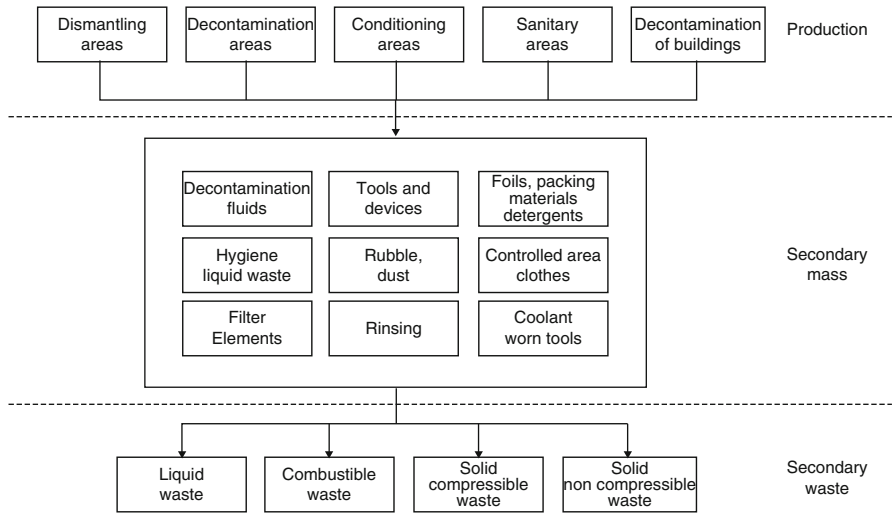 Dismantling
areas
Decontamination
areas
Conditioning
areas
Sanitary
areas
Decontamination
of buildings
Production
Decontamination
fluids
Tools and
devices
Foils, packing
materials
detergents
Hygiene
liquid waste
Rubble,
dust
Controlled area
clothes
Secondary
mass
Filter
Elements
Rinsing
Coolant
worn tools
Liquid
waste
Combustible
waste
Solid
compressible
waste
Solid
non compressible
waste
Secondary
waste